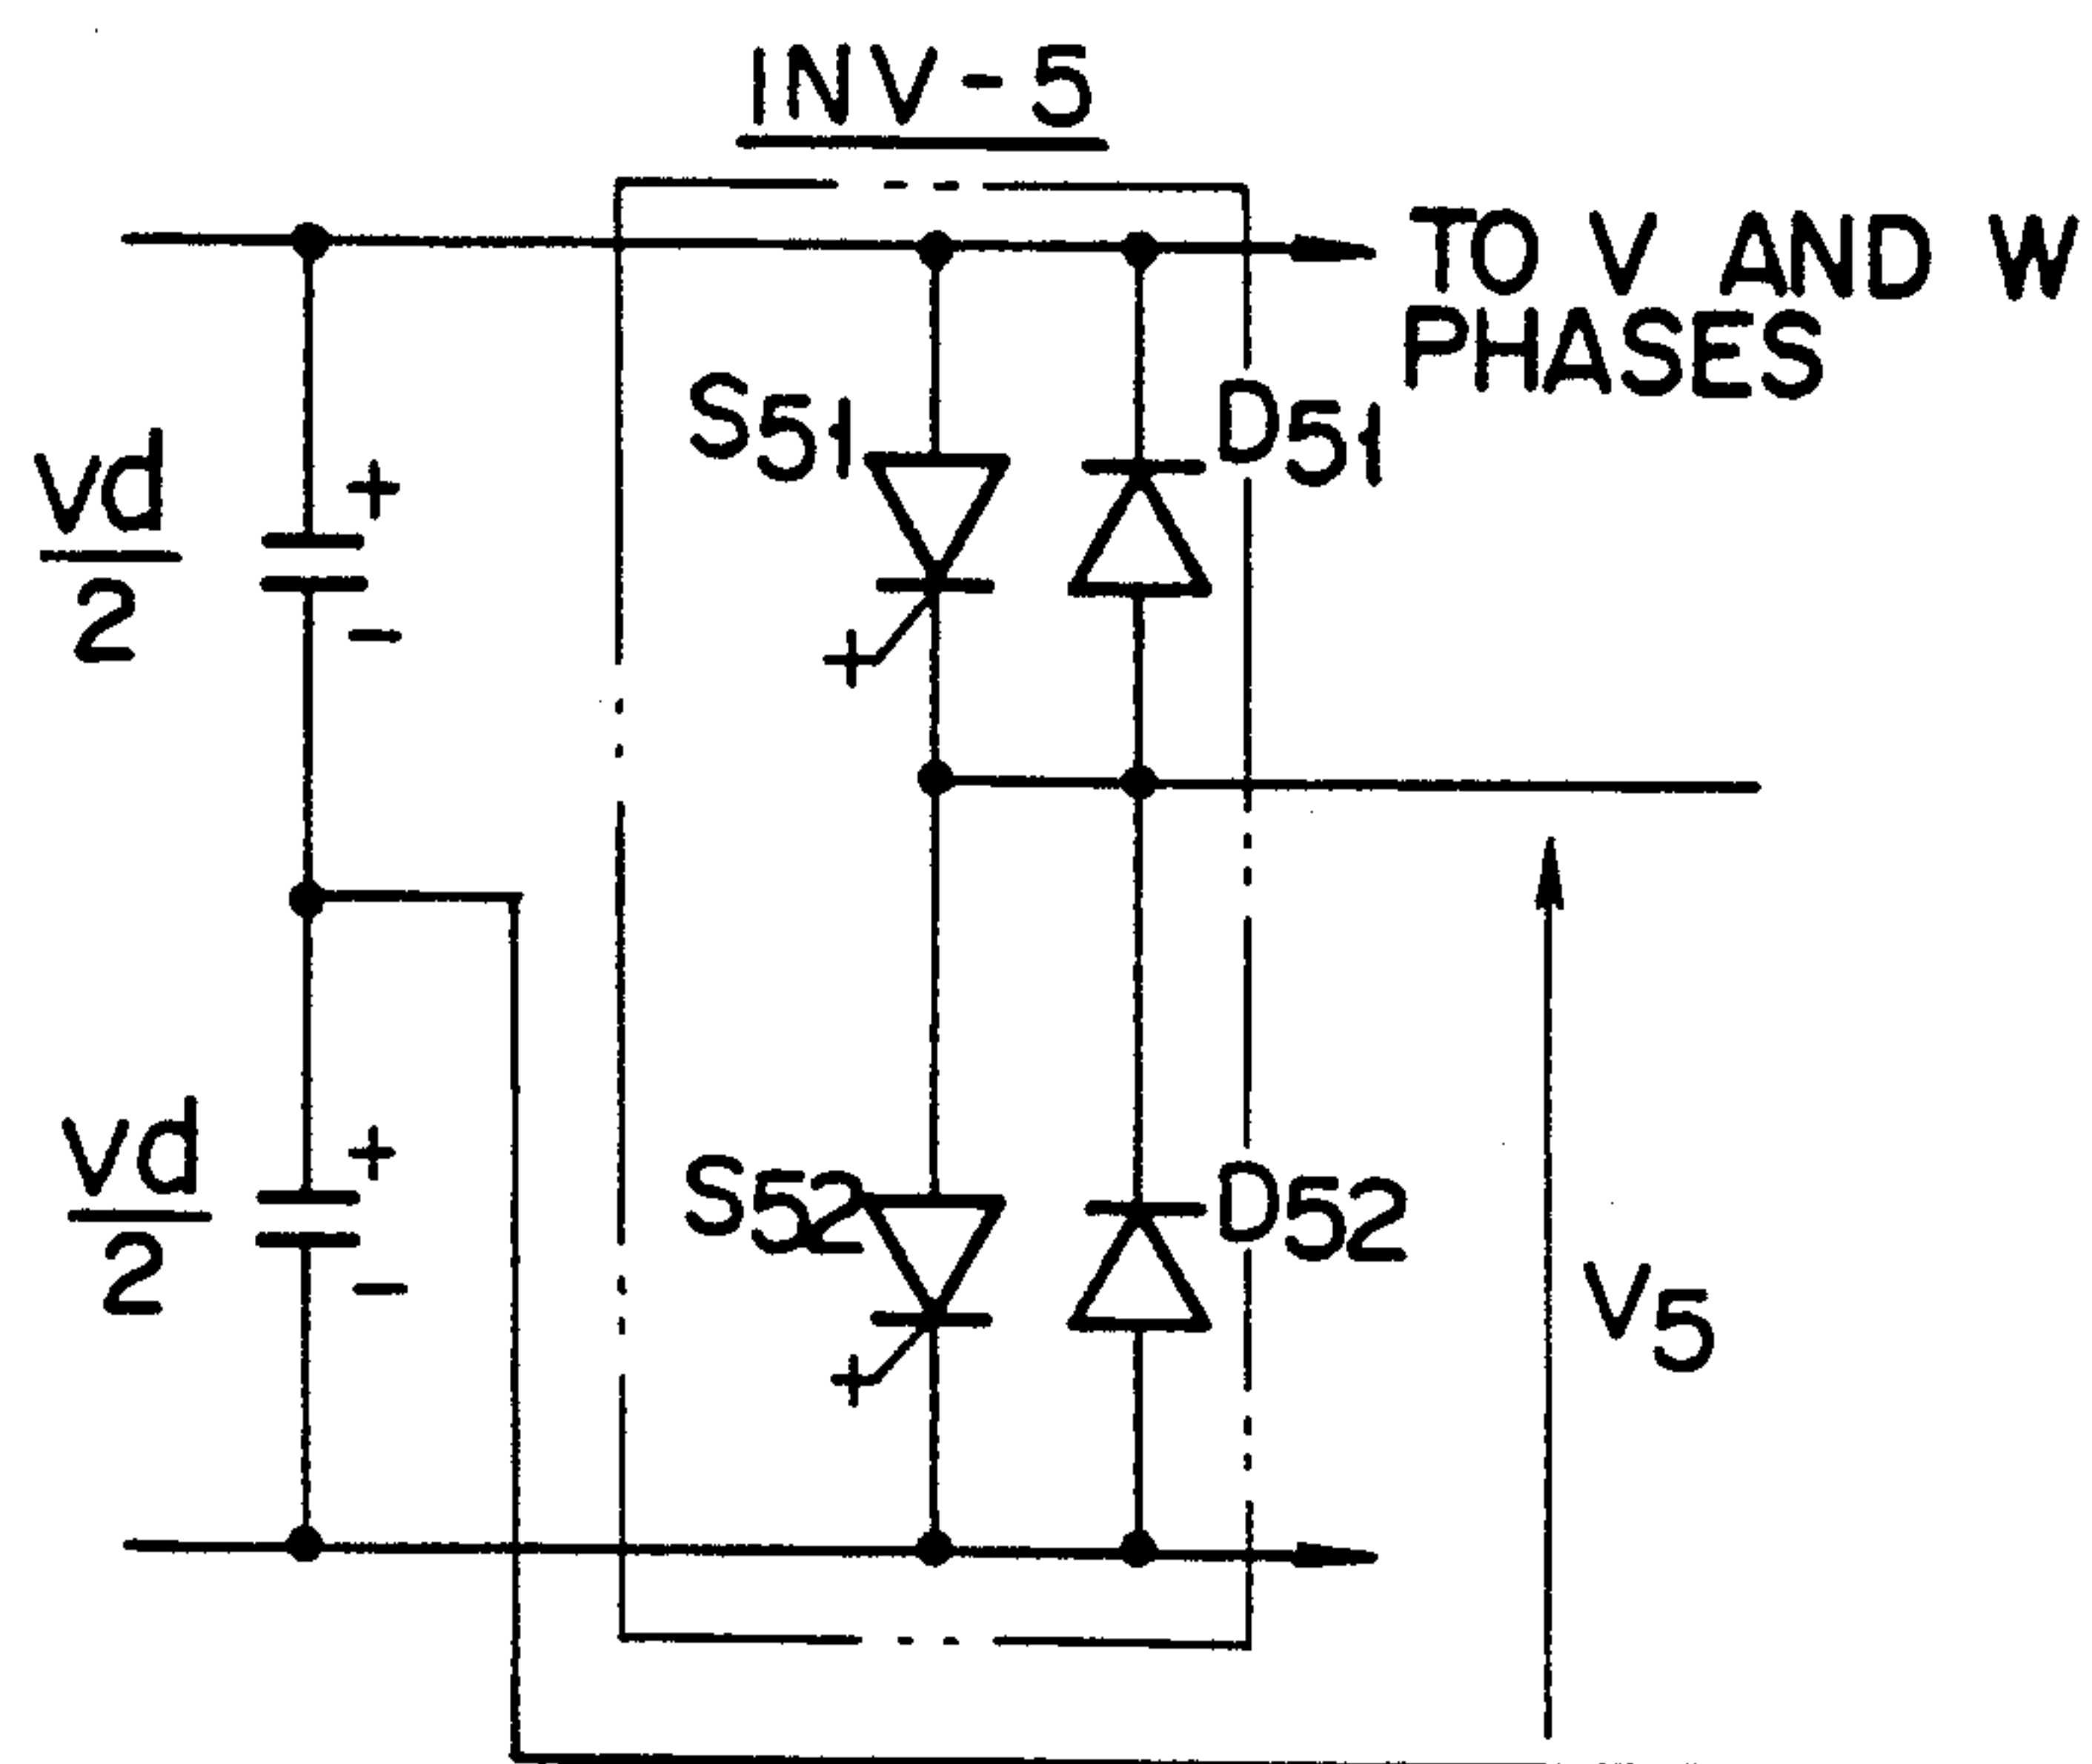 INV-5
TO V AND W
PHASES
S51
D51
Vd
2
+
-
+
Vd
2
+
-
S52
D52
+
V5